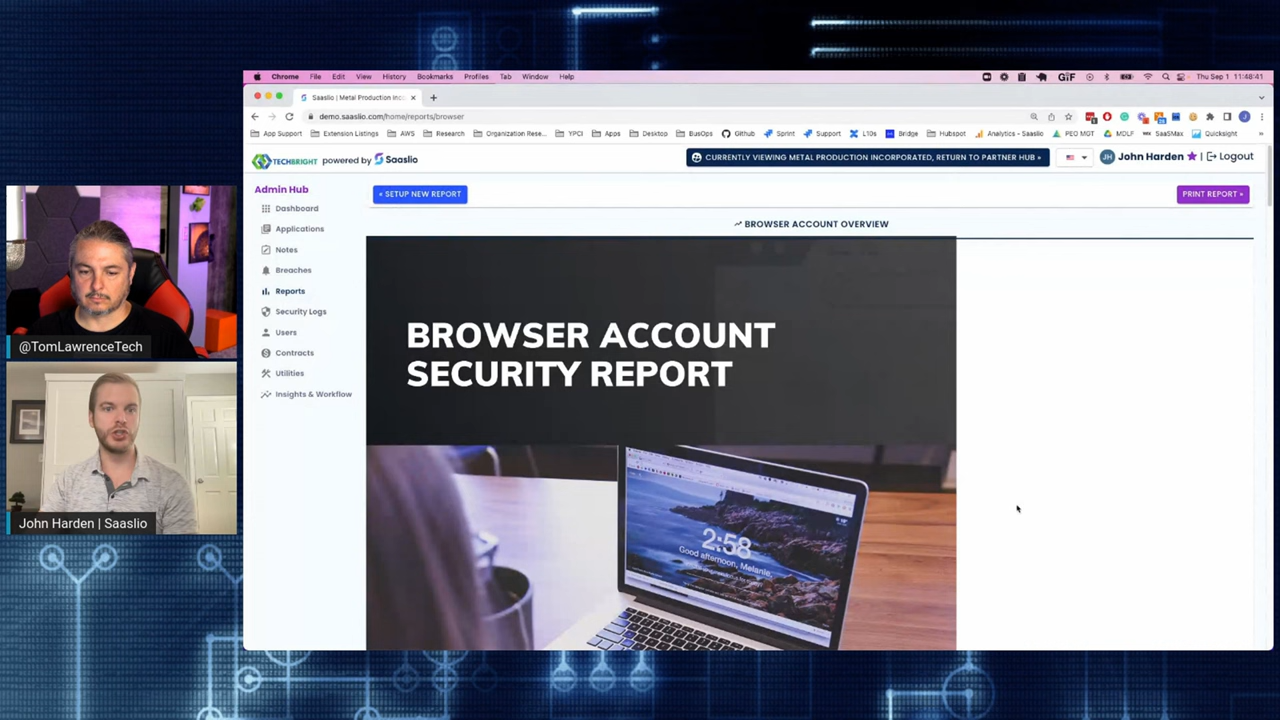 Chrome File Edit View History Bookmarks Profiles Tab Window Help
GIF Thu Sep 1 11:48:41
Saaslio | Metal Production Inc
demo.saaslio.com/home/reports/browser
App Support Extension Listings AWS Research Organization Rese... YPCI Apps Desktop BusOps Github Sprint Support L10s Bridge Hubspot Analytics - Saaslio PEO MGT MDLF SaaSMax Quicksight
TECHBRIGHT powered by Saaslio
CURRENTLY VIEWING METAL PRODUCTION INCORPORATED, RETURN TO PARTNER HUB »
JH John Harden | Logout
Admin Hub
Dashboard
Applications
Notes
Breaches
Reports
Security Logs
Users
Contracts
Utilities
Insights & Workflow
« SETUP NEW REPORT
PRINT REPORT »
BROWSER ACCOUNT OVERVIEW
BROWSER ACCOUNT
SECURITY REPORT
2:58
Good afternoon, Melanie.
@TomLawrenceTech
John Harden | Saaslio